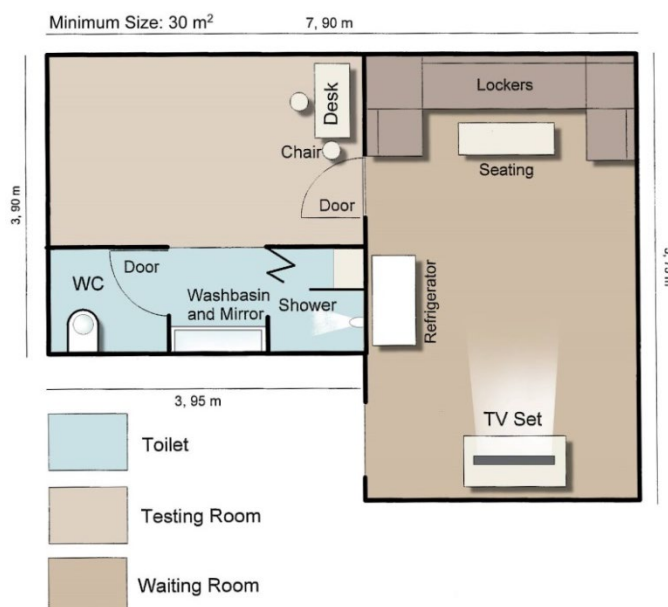 Minimum Size: 30 m²
7, 90 m
Lockers
Desk
Chair
Seating
Door
3, 90 m
Door
WC
Washbasin
and Mirror
Shower
Refrigerator
3, 95 m
TV Set
Toilet
Testing Room
Waiting Room